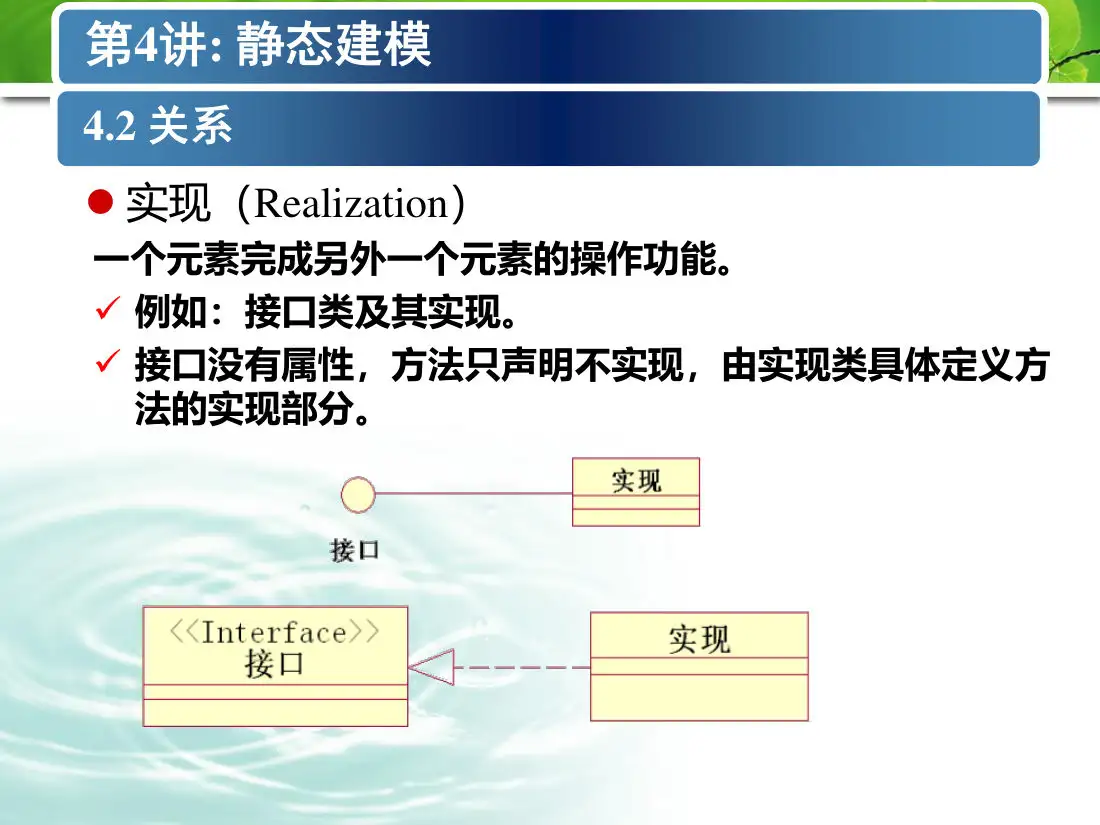 第4讲: 静态建模
4.2 关系
实现（Realization）
一个元素完成另外一个元素的操作功能。
例如：接口类及其实现。
接口没有属性，方法只声明不实现，由实现类具体定义方
法的实现部分。
实现
接口
<<Interface>>
接口
实现